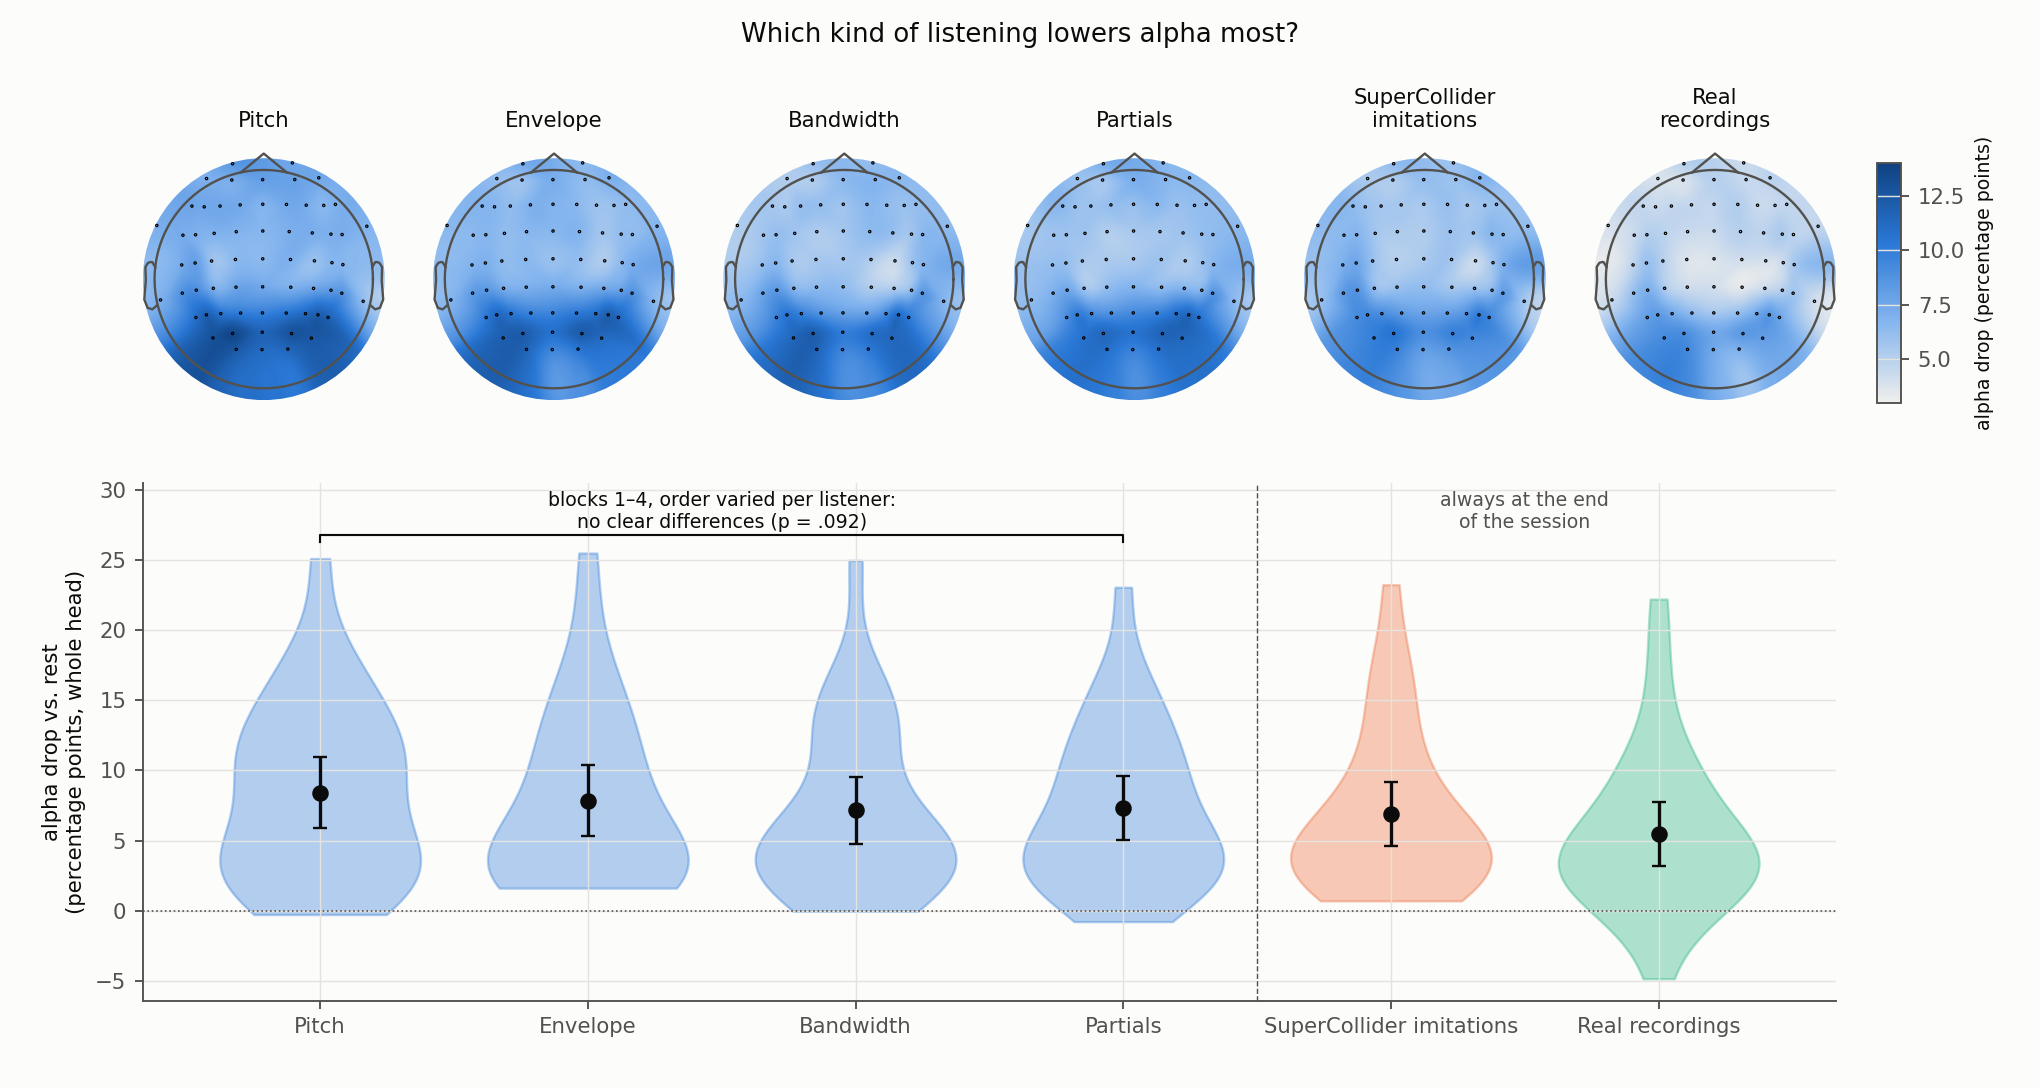 Which kind of listening lowers alpha most?
Pitch
Envelope
Bandwidth
Partials
SuperCollider
imitations
Real
recordings
12.5
10.0
7.5
5.0
alpha drop (percentage points)
alpha drop vs. rest
(percentage points, whole head)
30
25
20
15
10
5
0
−5
blocks 1–4, order varied per listener:
no clear differences (p = .092)
always at the end
of the session
Pitch
Envelope
Bandwidth
Partials
SuperCollider imitations
Real recordings